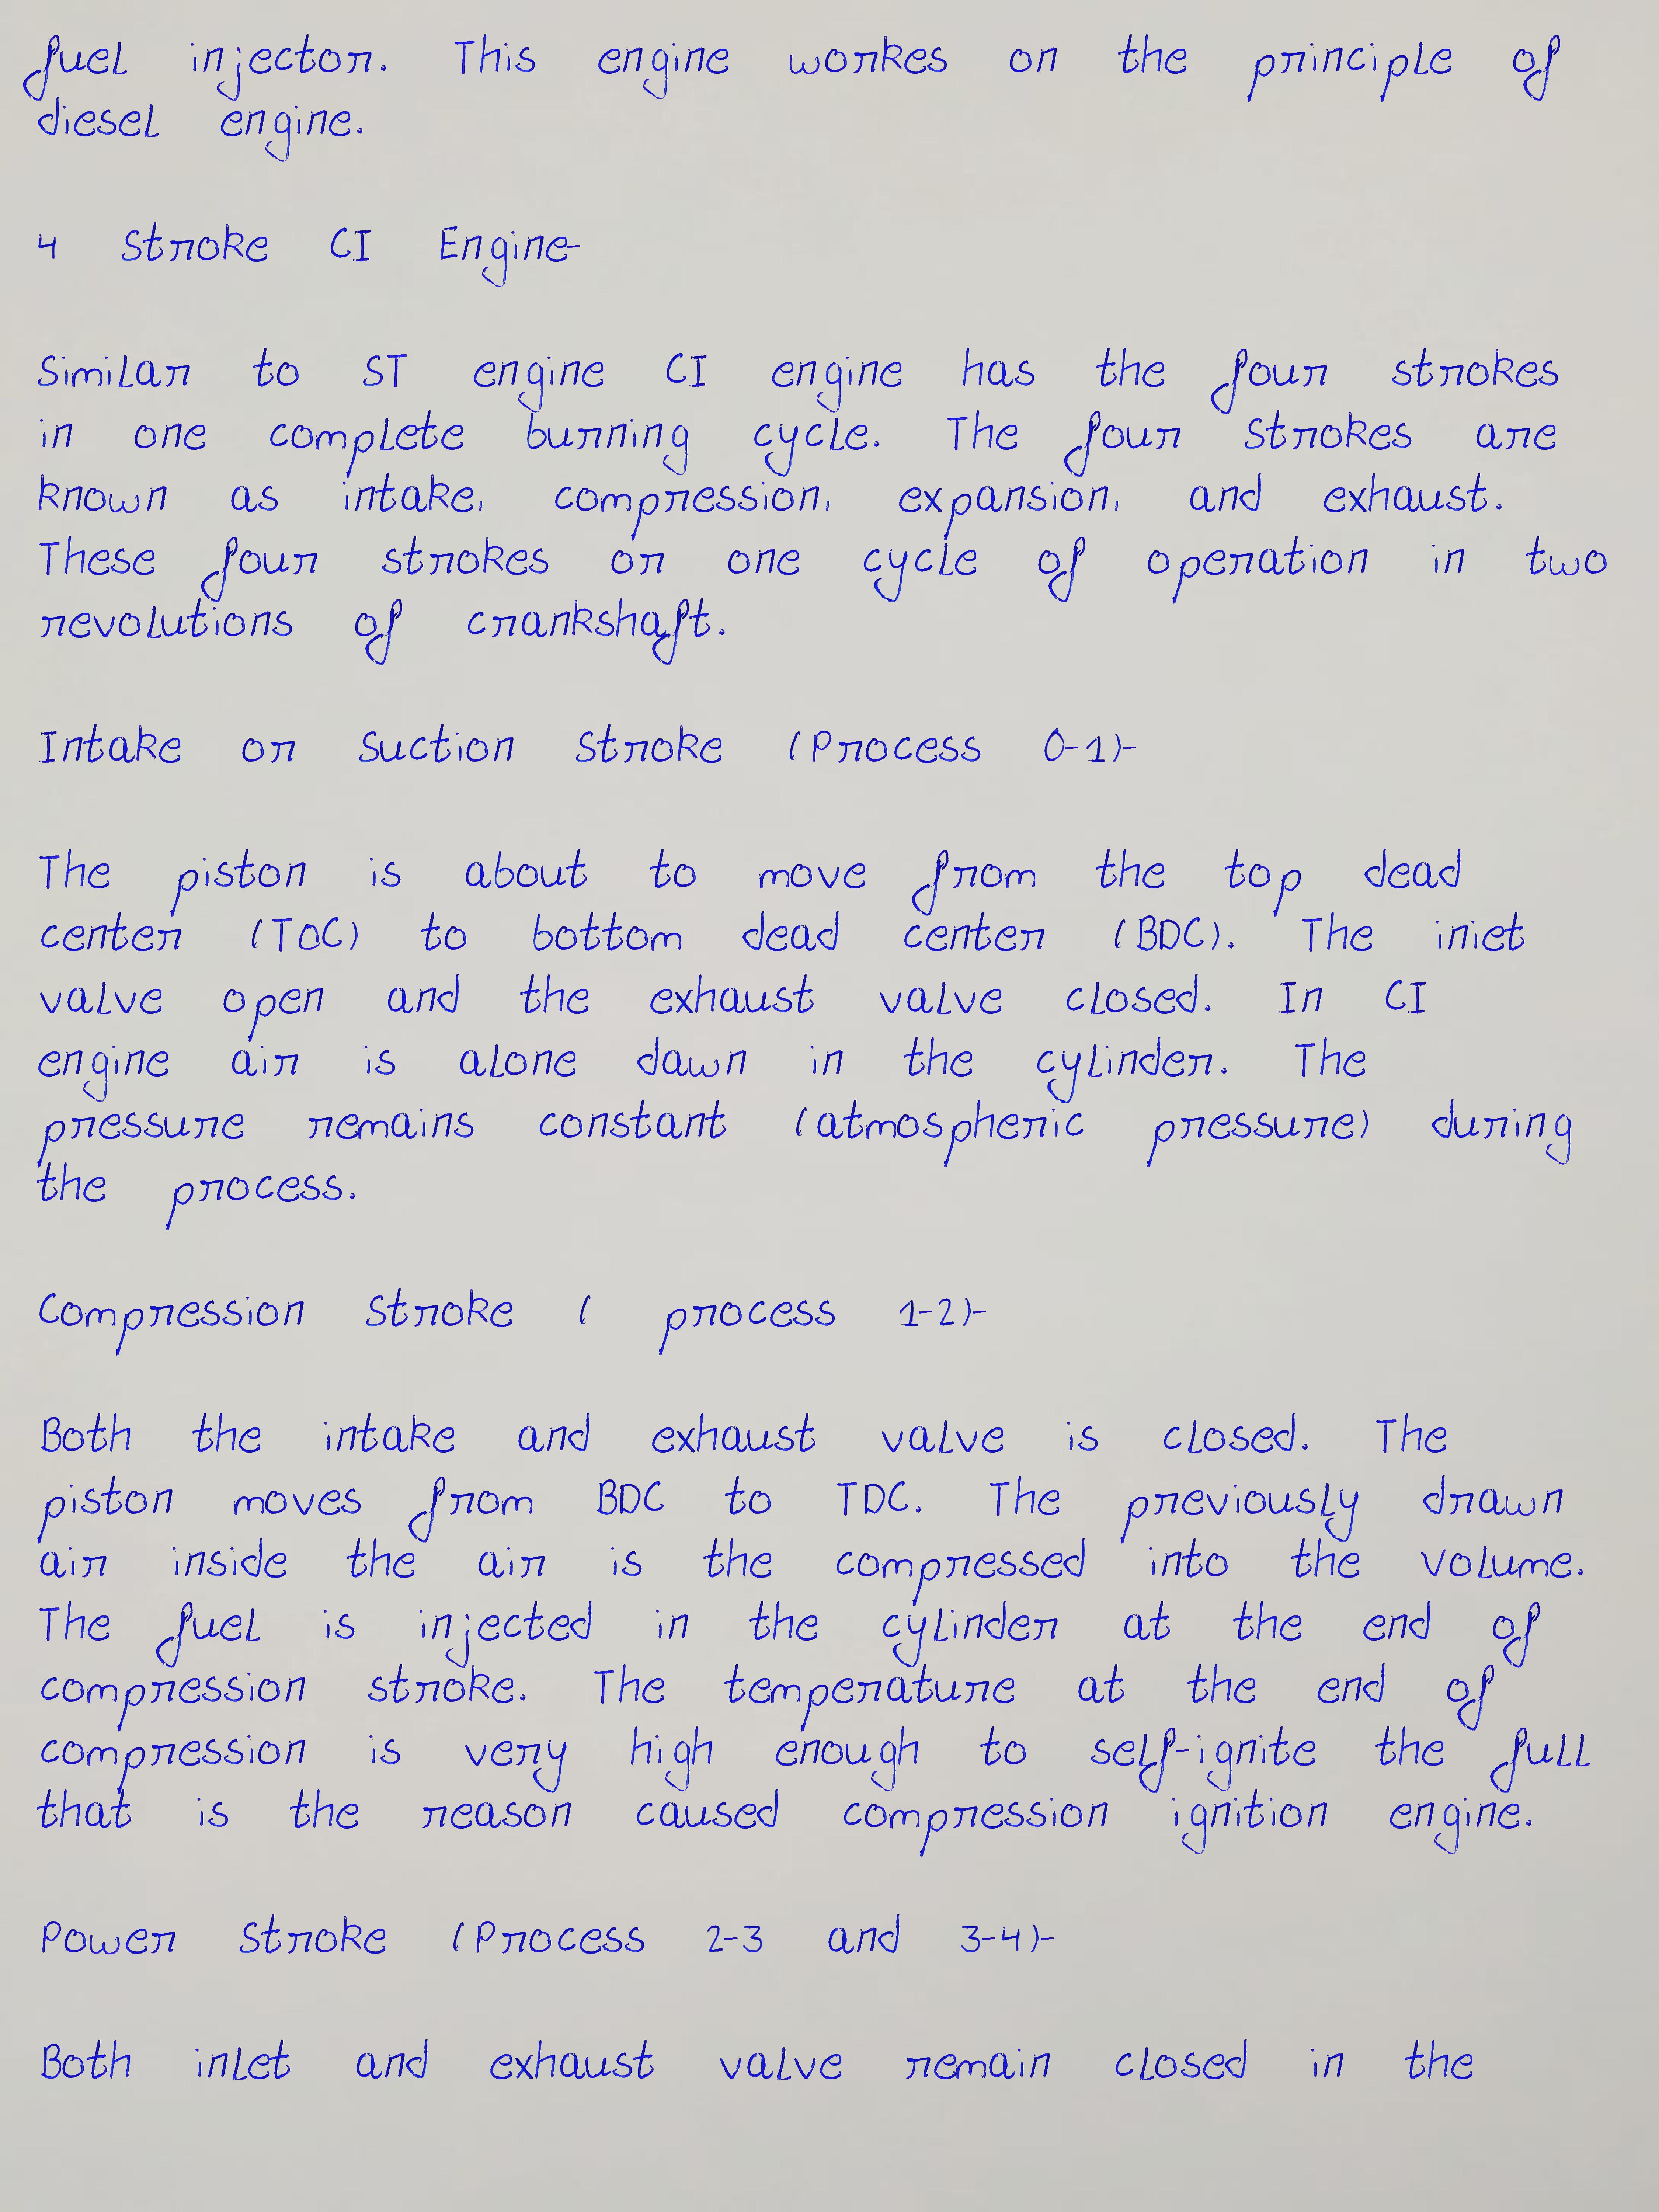 fuel injector. This engine workes on the principle of
diesel engine.
4 Stroke CI Engine-
Similar to ST engine CI engine has the four strokes
in one complete burning cycle. The four strokes are
known as intake, compression, expansion, and exhaust.
These four strokes or one cycle of operation in two
revolutions of crankshaft.
Intake or suction stroke (Process 0-1)-
The piston is about to move from the top dead
center (ToC) to bottom dead center (BDC). The iniet
valve open and the exhaust valve closed. In CI
engine air is alone dawn in the cylinder. The
pressure remains constant (atmospheric pressure) during
the process.
Compression stroke ( process 1-2)-
Both the intake and exhaust valve is closed. The
piston moves from BDC to TDC. The previously drawn
air inside the air is the compressed into the volume.
The fuel is injected in the cylinder at the end of
compression stroke. The temperature at the end of
compression is very high enough to self-ignite the full
that is the reason caused compression ignition engine.
Power Stroke (Process 2-3 and 3-4)-
Both inlet and exhaust valve remain closed in the